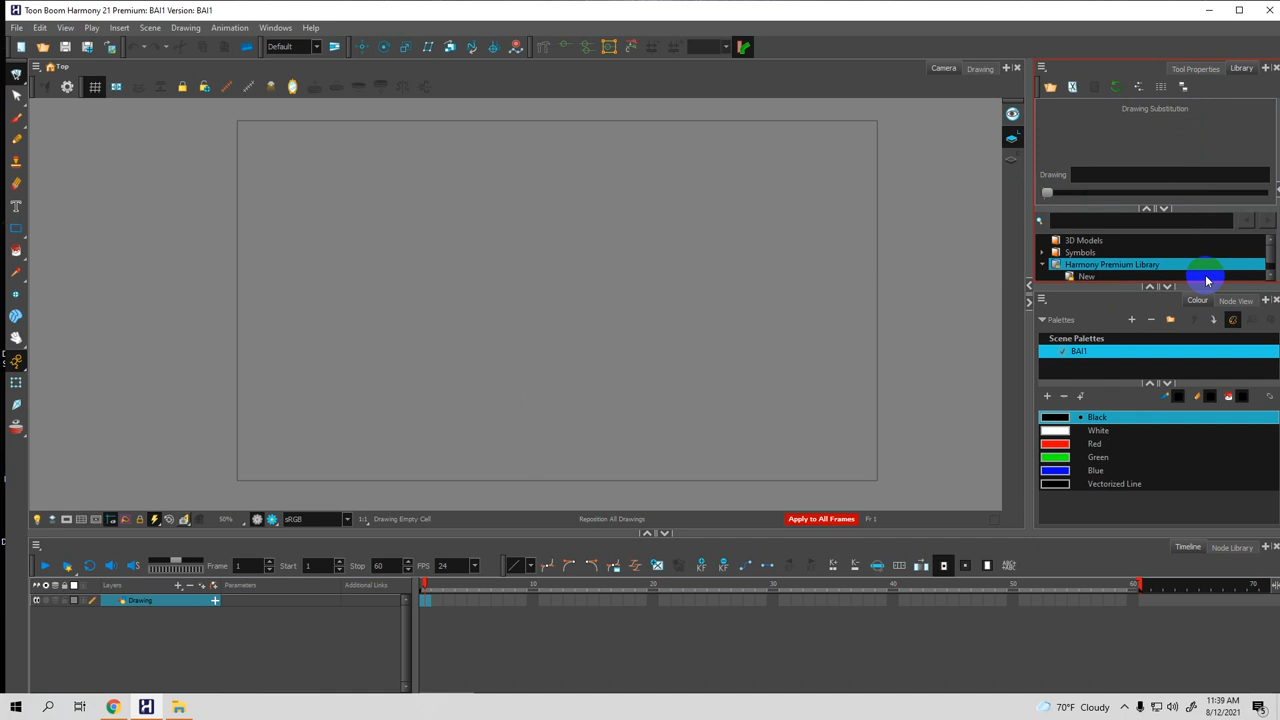 Toon Boom Harmony 21 Premium: BAI1 Version: BAI1
File Edit View Play Insert Scene Drawing Animation Windows Help
Default
Top
Camera Drawing
Tool Properties Library
Drawing Substitution
Drawing
3D Models
Symbols
Harmony Premium Library
New
Colour Node View
Palettes
Scene Palettes
BAI1
Black
White
Red
Green
Blue
Vectorized Line
50% sRGB 1:1 Drawing Empty Cell Reposition All Drawings Apply to All Frames Fr 1
Timeline Node Library
Frame 1 Start 1 Stop 60 FPS 24
Layers Parameters Additional Links
10 20 30 40 50 60 70
Drawing
70°F Cloudy
11:39 AM
8/12/2021